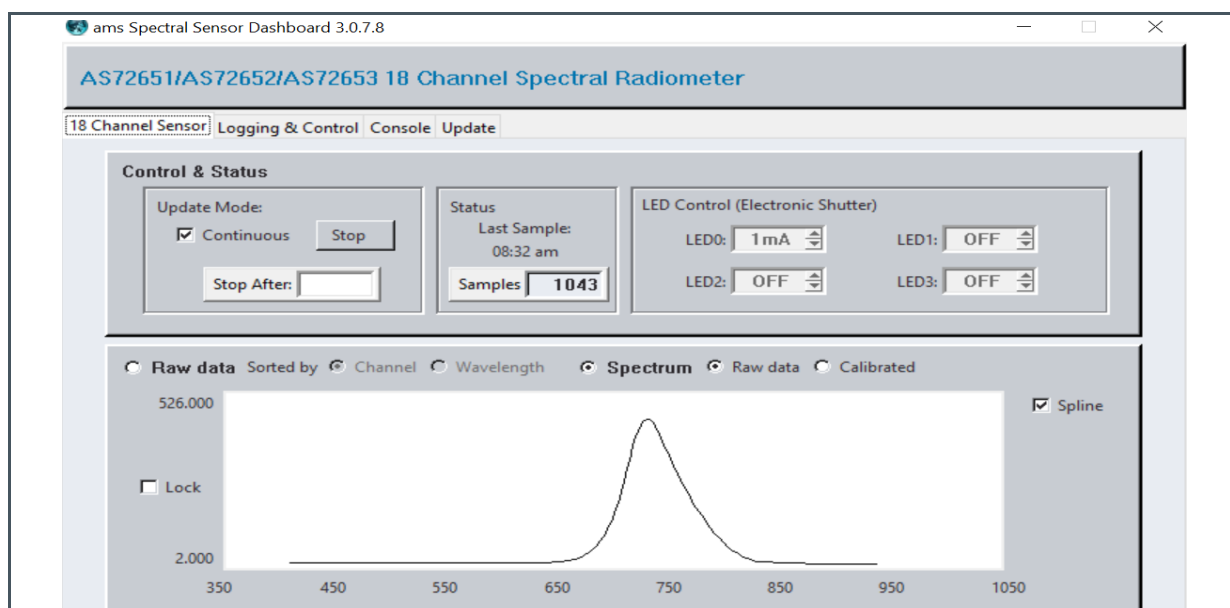 ams Spectral Sensor Dashboard 3.0.7.8
AS72651/AS72652/AS72653 18 Channel Spectral Radiometer
18 Channel Sensor Logging & Control Console Update
Control & Status
Update Mode:
Continuous Stop
Stop After:
Status
Last Sample:
08:32 am
Samples 1043
LED Control (Electronic Shutter)
LED0: 1mA LED1: OFF
LED2: OFF LED3: OFF
Raw data Sorted by Channel Wavelength Spectrum Raw data Calibrated
526.000
Spline
Lock
2.000
350 450 550 650 750 850 950 1050